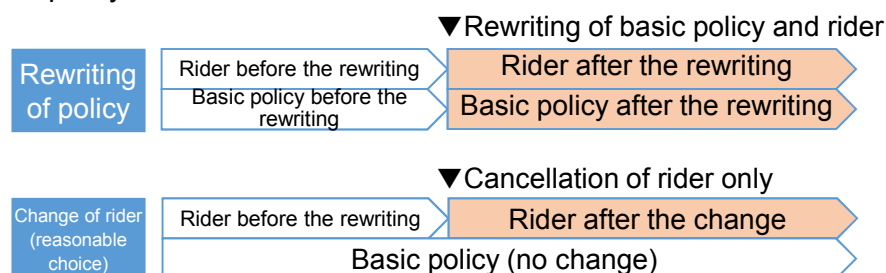 ▼Rewriting of basic policy and rider
Rewriting
of policy
Rider before the rewriting
Rider after the rewriting
Basic policy before the
rewriting
Basic policy after the rewriting
▼Cancellation of rider only
Change of rider
(reasonable
choice)
Rider before the rewriting
Rider after the change
Basic policy (no change)